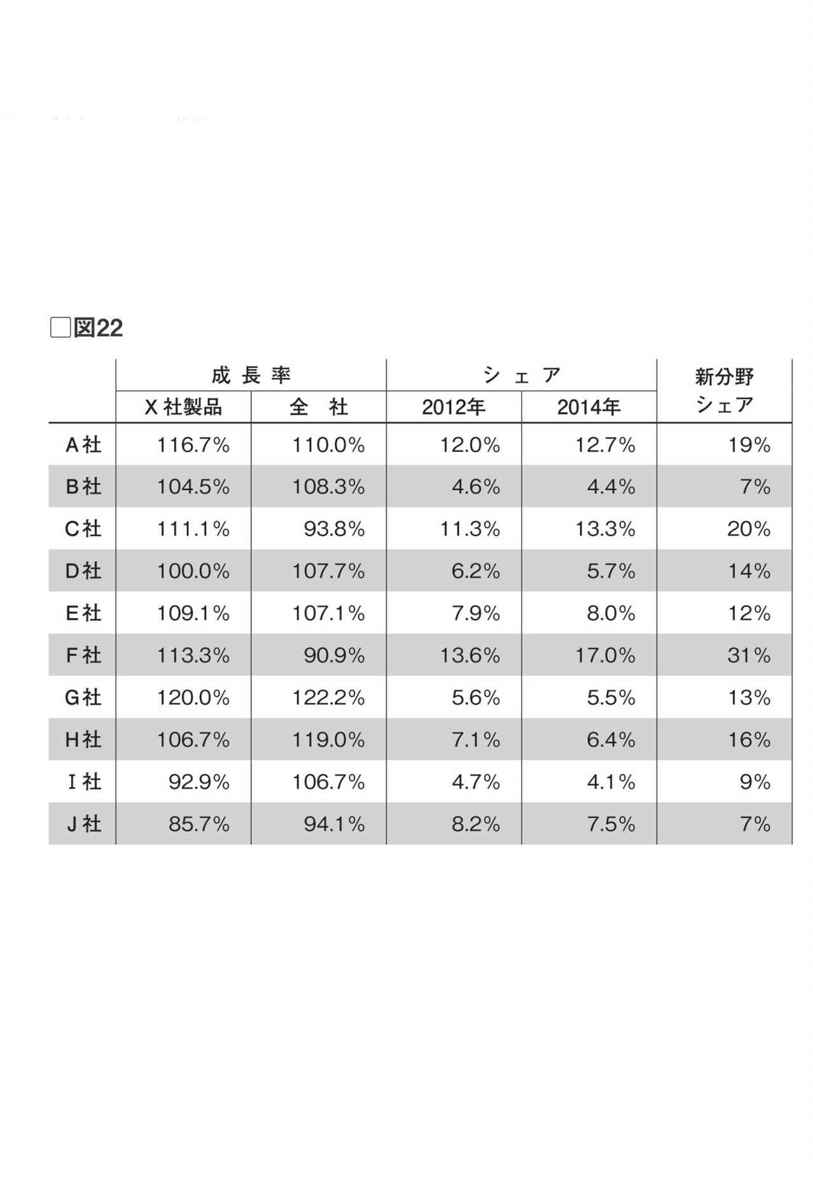 □図22
成長率 シェア 新分野シェア
X社製品 全社 2012年 2014年
A社 116.7% 110.0% 12.0% 12.7% 19%
B社 104.5% 108.3% 4.6% 4.4% 7%
C社 111.1% 93.8% 11.3% 13.3% 20%
D社 100.0% 107.7% 6.2% 5.7% 14%
E社 109.1% 107.1% 7.9% 8.0% 12%
F社 113.3% 90.9% 13.6% 17.0% 31%
G社 120.0% 122.2% 5.6% 5.5% 13%
H社 106.7% 119.0% 7.1% 6.4% 16%
I社 92.9% 106.7% 4.7% 4.1% 9%
J社 85.7% 94.1% 8.2% 7.5% 7%